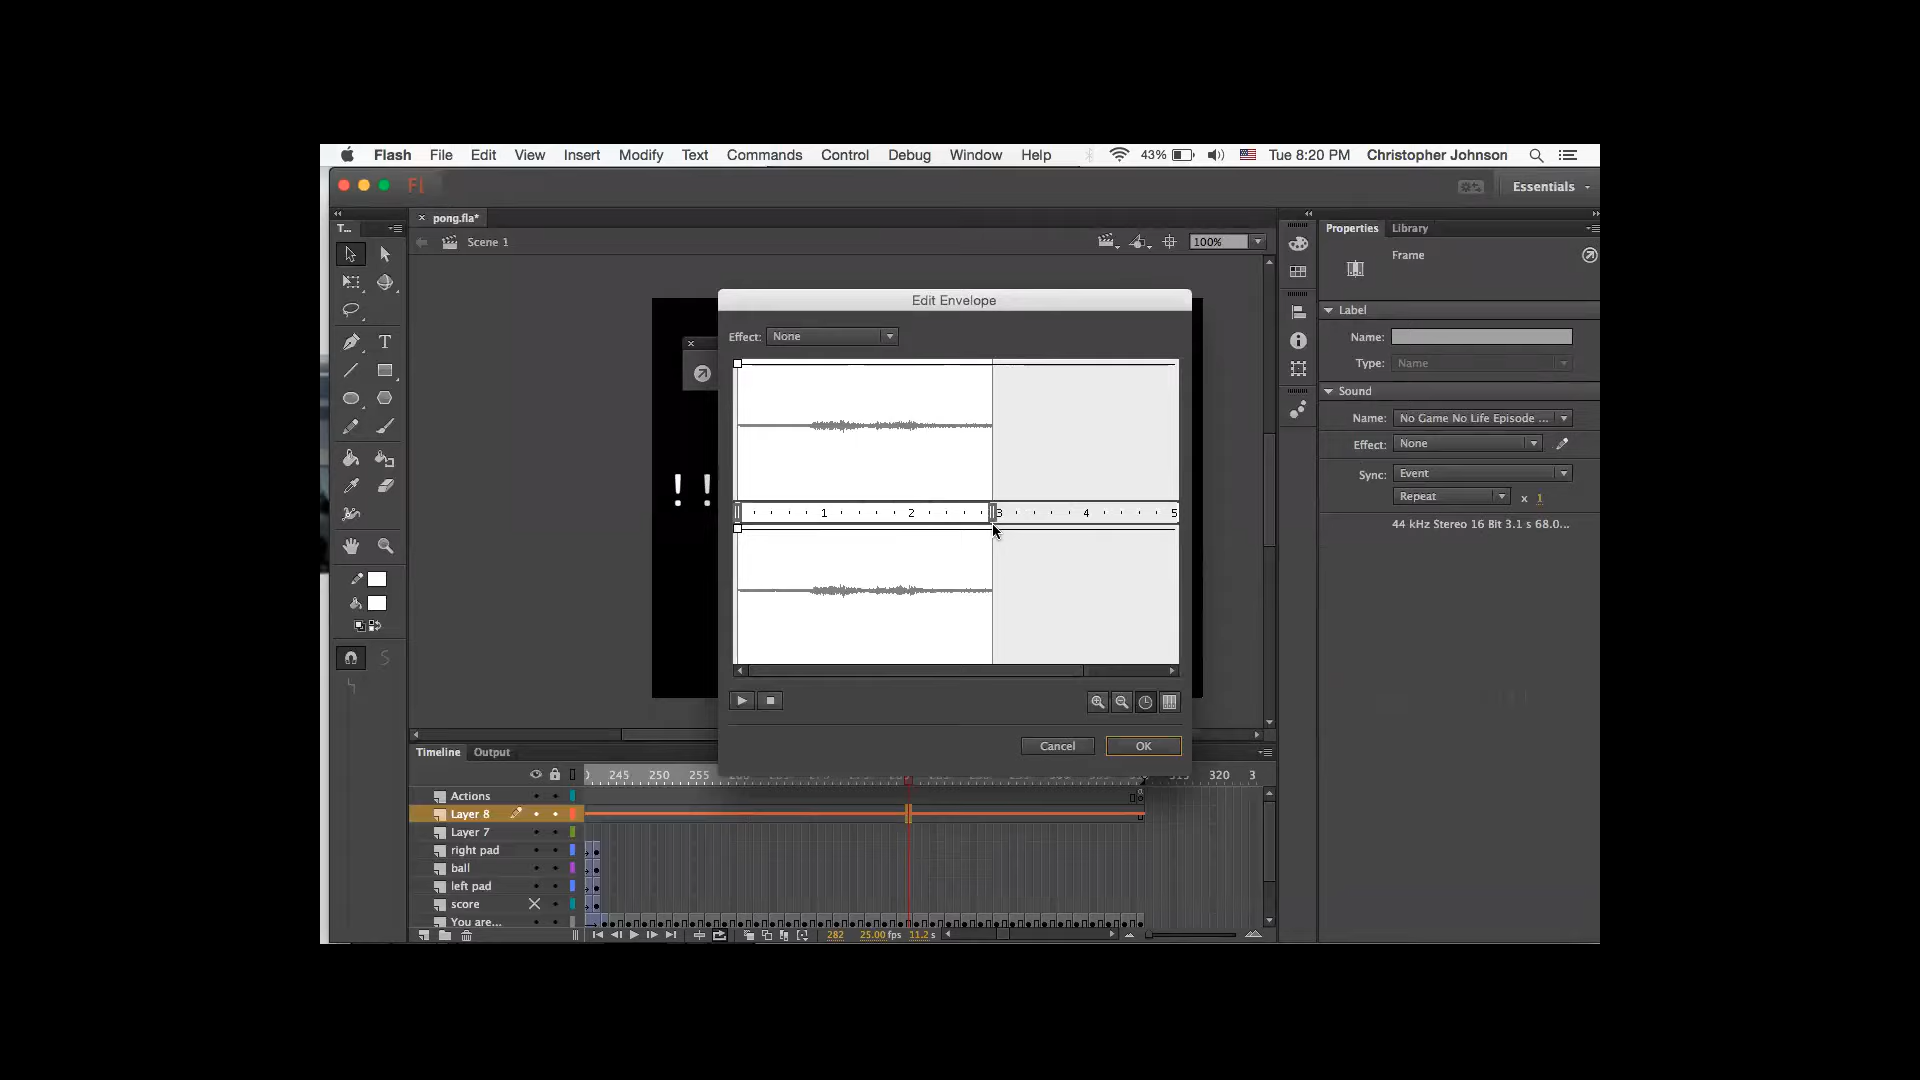 Flash File Edit View Insert Modify Text Commands Control Debug Window Help 43% Tue 8:20 PM Christopher Johnson
Fl Essentials
T... × pong.fla* Properties Library
Scene 1 100%
Frame
Edit Envelope
Label
Effect: None
Name:
Type: Name
Sound
Name: No Game No Life Episode ...
Effect: None
Sync: Event
Repeat x 1
44 kHz Stereo 16 Bit 3.1 s 68.0...
! !
1 2 3 4 5
Cancel OK
Timeline Output
245 250 255 320 3
Actions
Layer 8
Layer 7
right pad
ball
left pad
score
You are...
282 25.00 fps 11.2 s